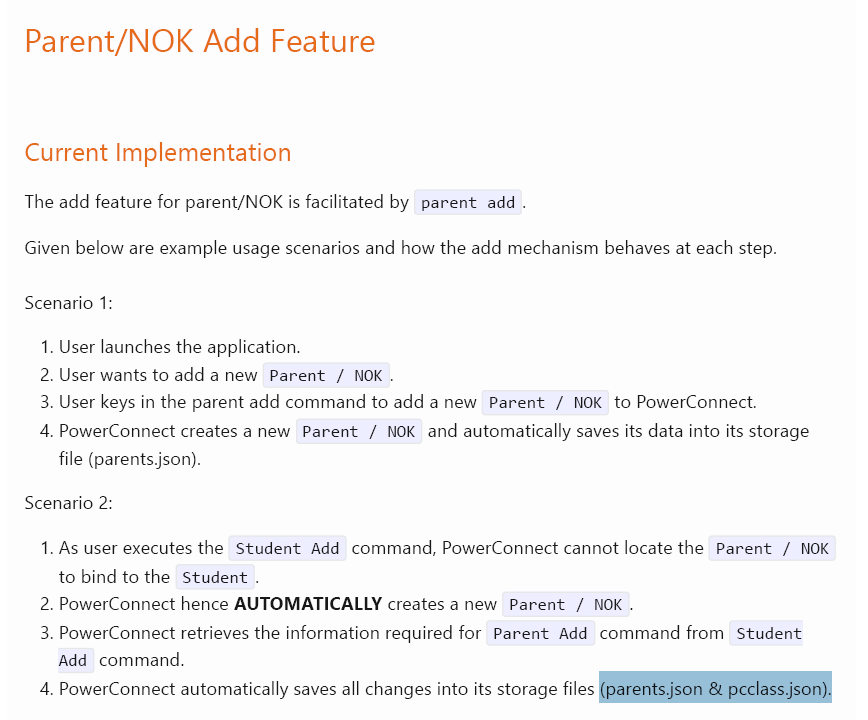 Parent/NOK Add Feature
Current Implementation
The add feature for parent/NOK is facilitated by parent add.
Given below are example usage scenarios and how the add mechanism behaves at each step.
Scenario 1:
1. User launches the application.
2. User wants to add a new Parent / NOK.
3. User keys in the parent add command to add a new Parent / NOK to PowerConnect.
4. PowerConnect creates a new Parent / NOK and automatically saves its data into its storage
file (parents.json).
Scenario 2:
1. As user executes the Student Add command, PowerConnect cannot locate the Parent / NOK
to bind to the Student.
2. PowerConnect hence AUTOMATICALLY creates a new Parent / NOK.
3. PowerConnect retrieves the information required for Parent Add command from Student
Add command.
4. PowerConnect automatically saves all changes into its storage files (parents.json & pcclass.json).